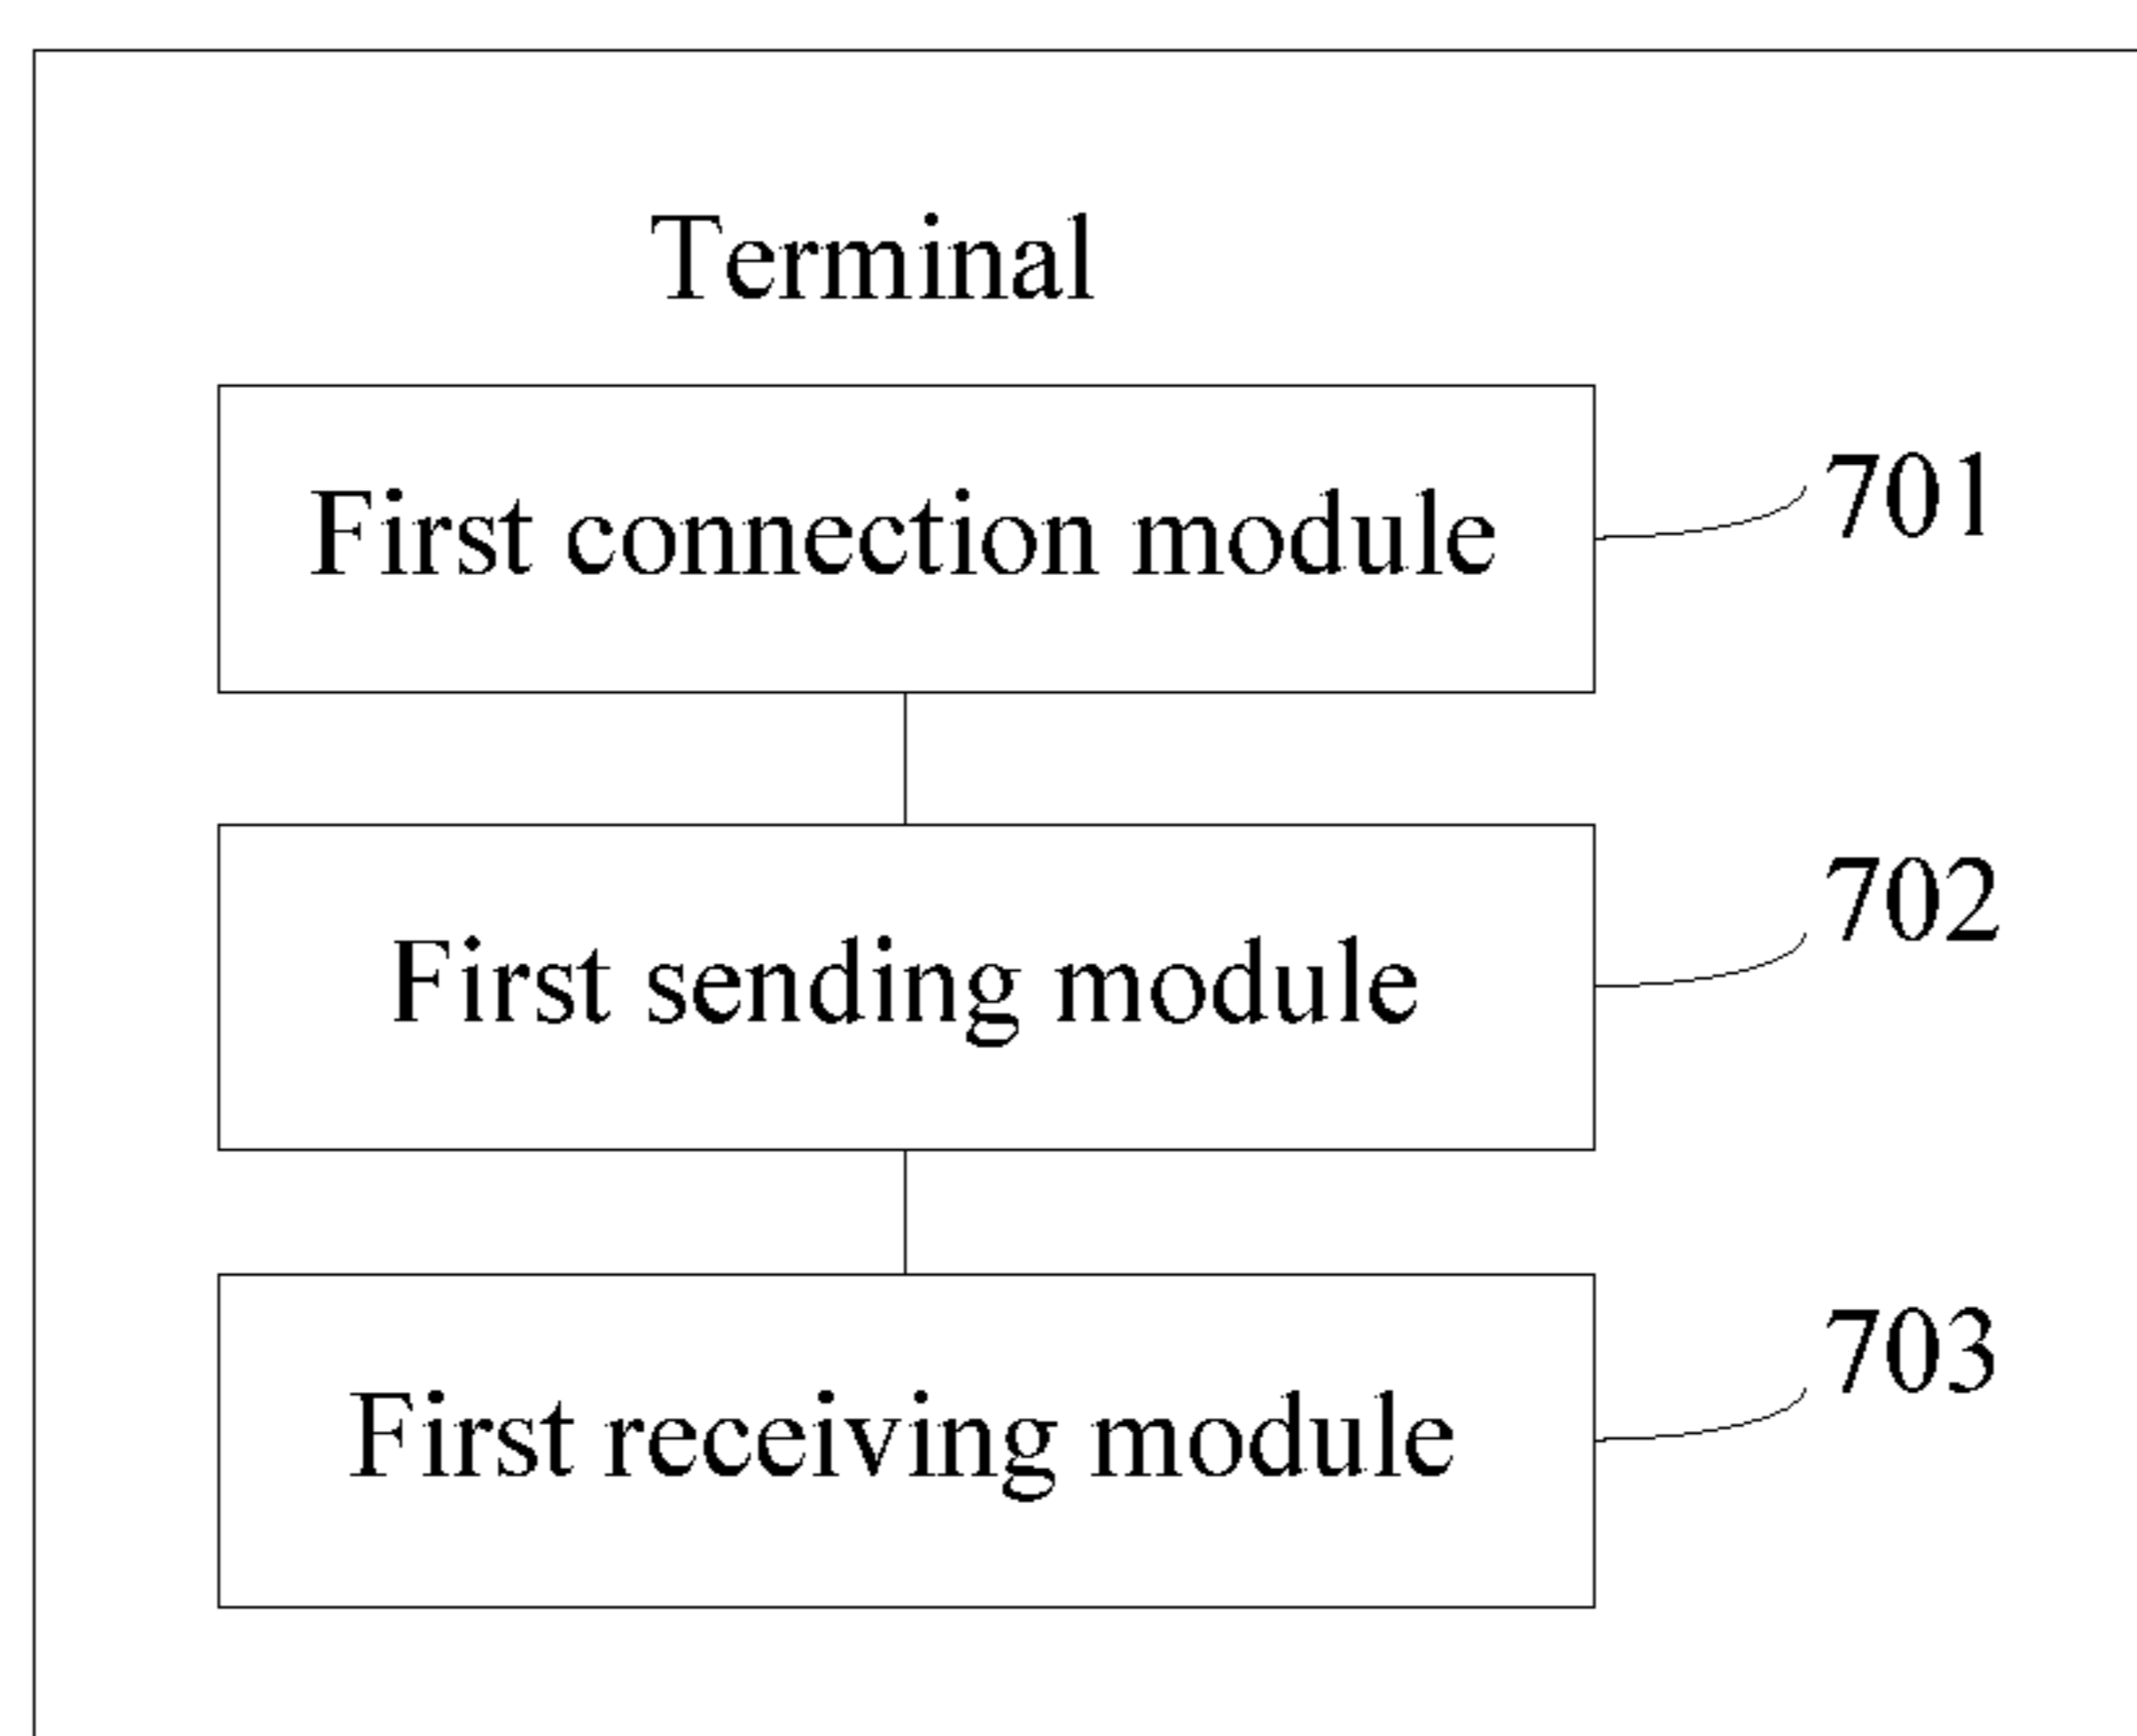 Terminal
First connection module
701
First sending module
702
First receiving module
703